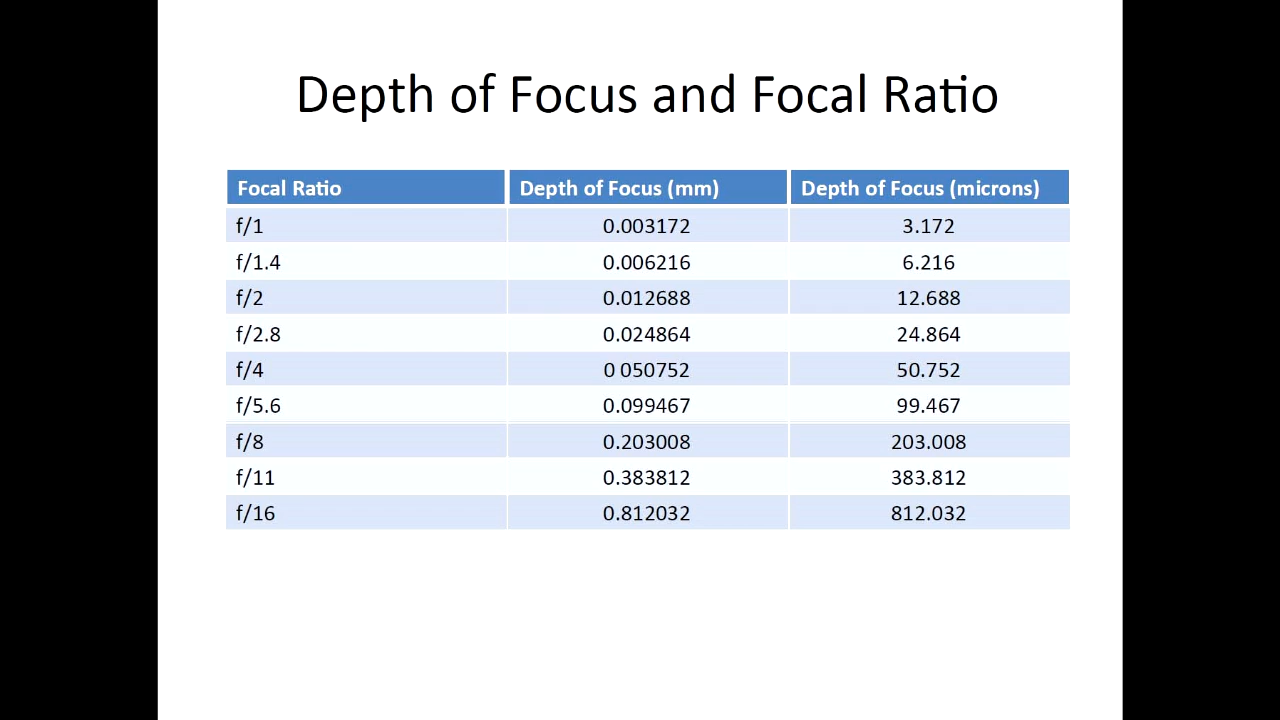 Depth of Focus and Focal Ratio
Focal Ratio Depth of Focus (mm) Depth of Focus (microns)
f/1 0.003172 3.172
f/1.4 0.006216 6.216
f/2 0.012688 12.688
f/2.8 0.024864 24.864
f/4 0 050752 50.752
f/5.6 0.099467 99.467
f/8 0.203008 203.008
f/11 0.383812 383.812
f/16 0.812032 812.032